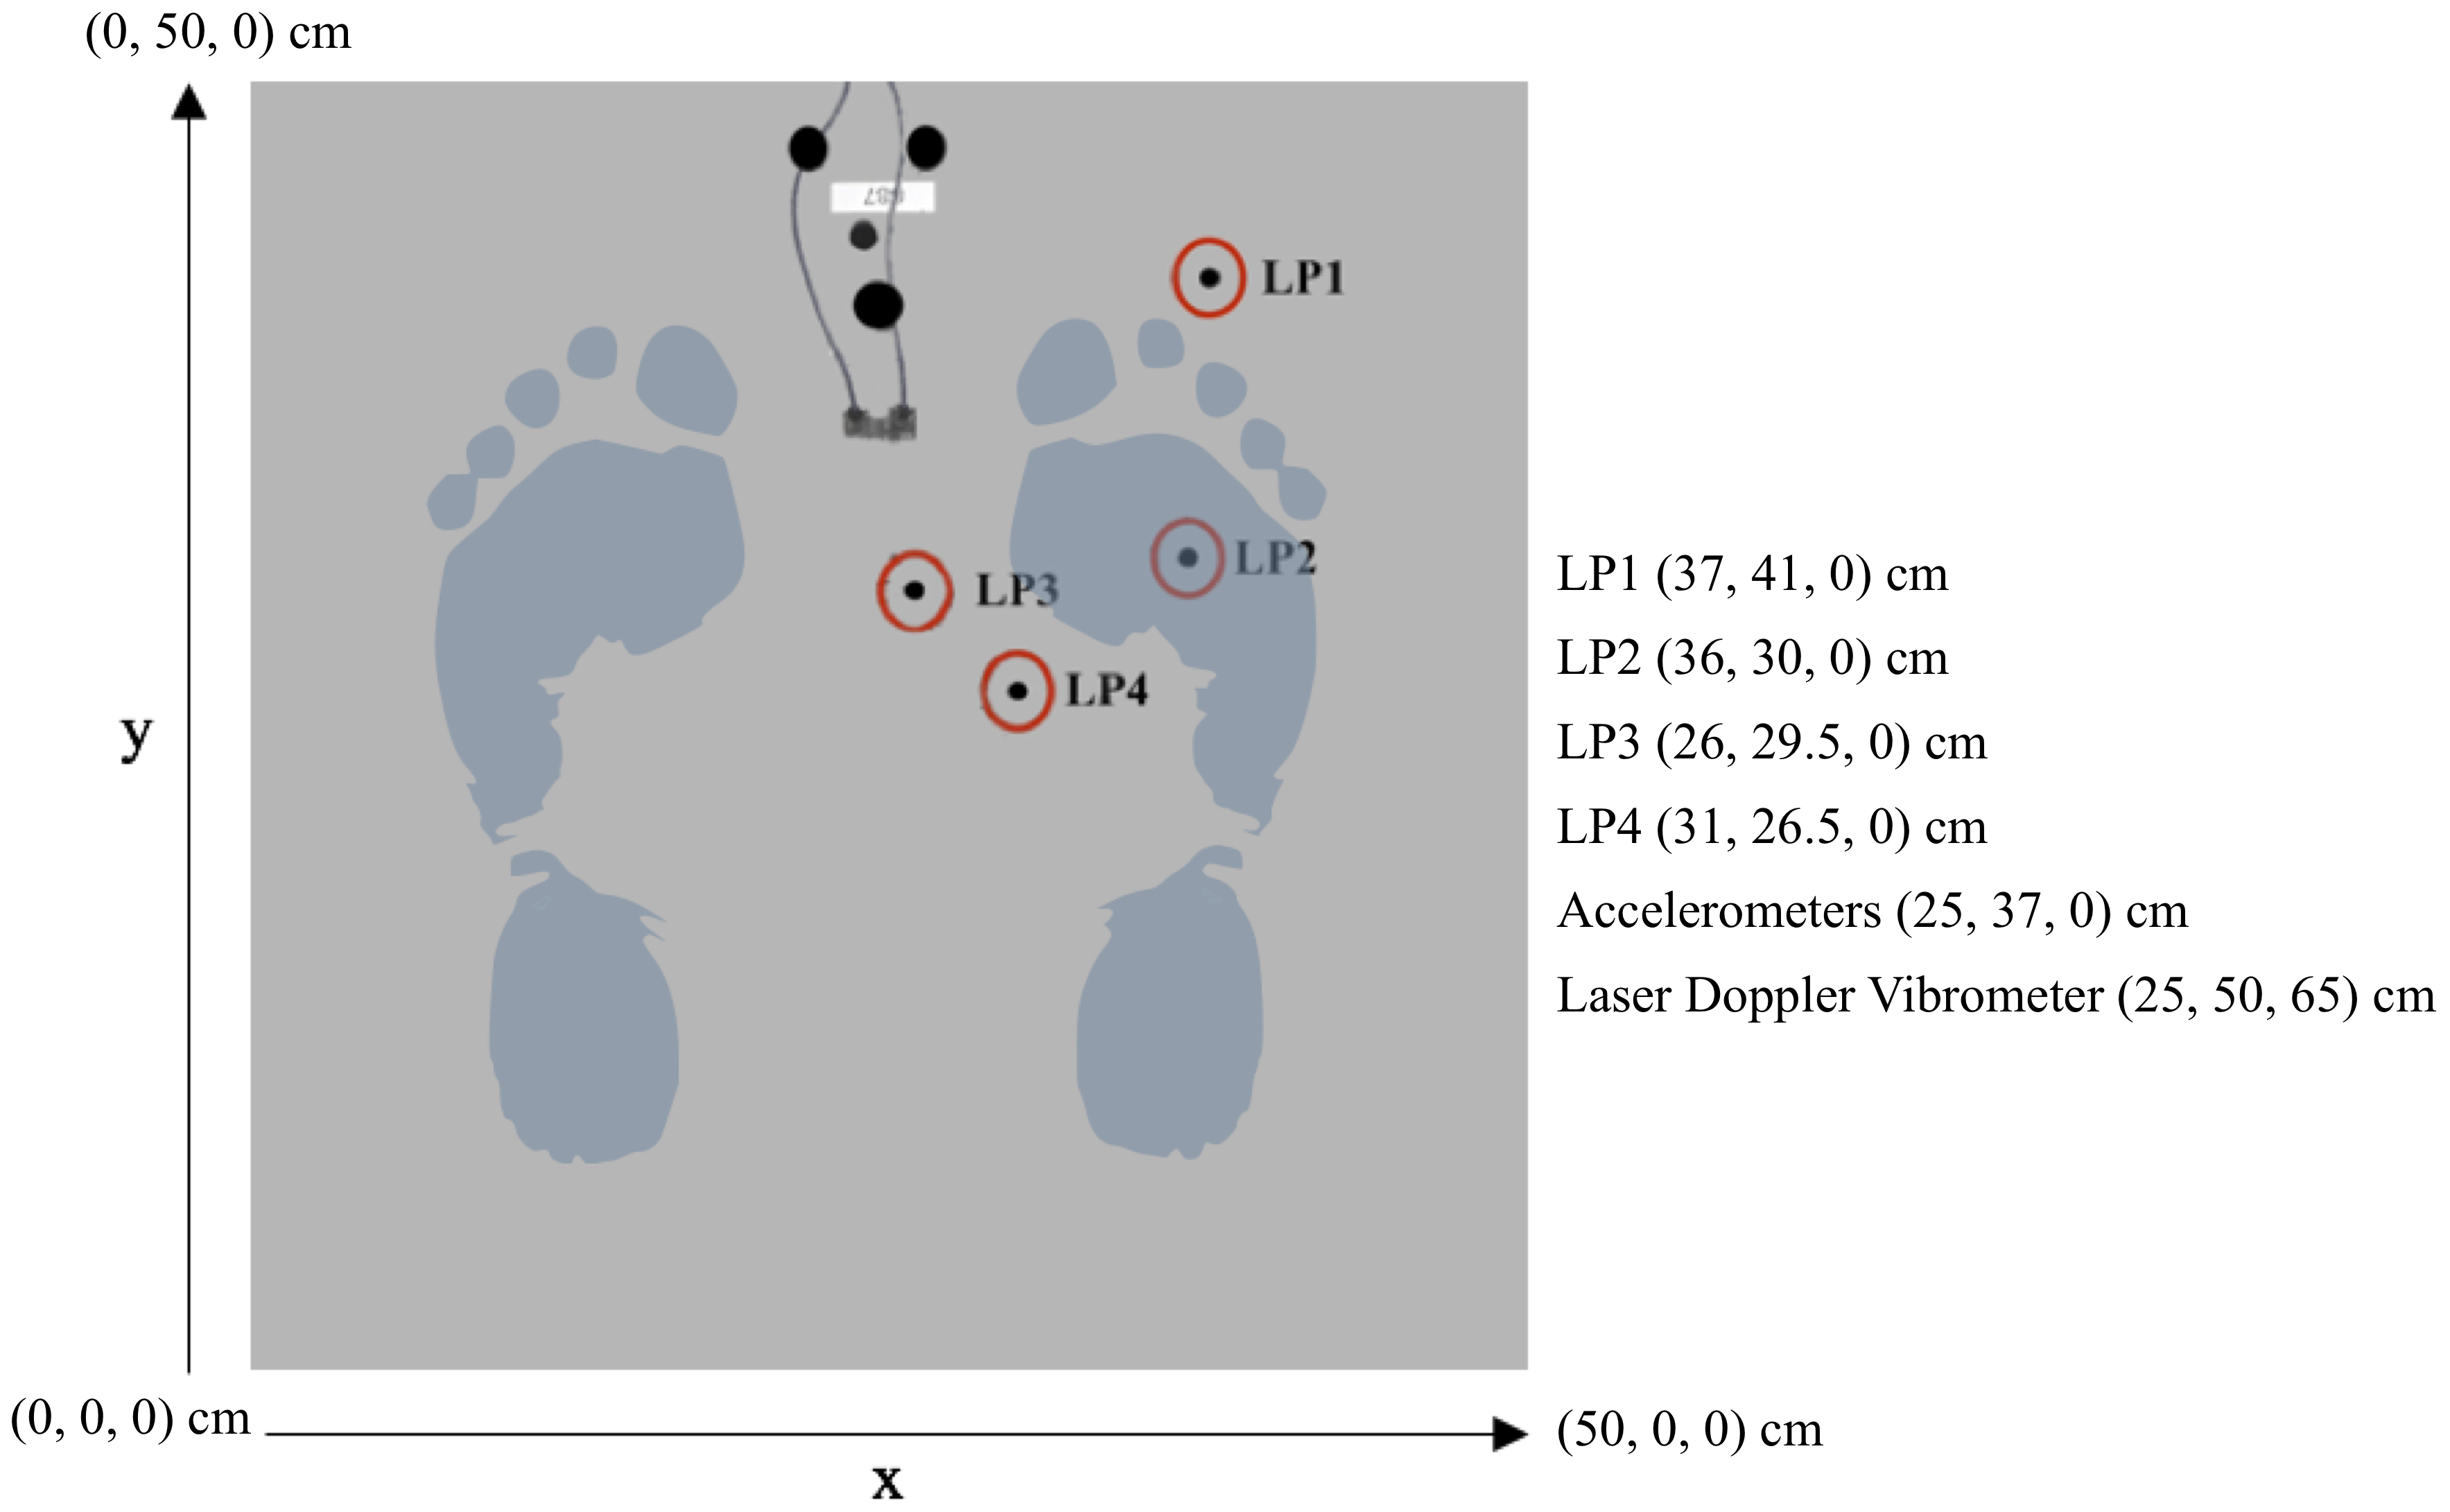 (0, 50, 0) cm
LP1
LP2
LP3
LP4
y
LP1 (37, 41, 0) cm
LP2 (36, 30, 0) cm
LP3 (26, 29.5, 0) cm
LP4 (31, 26.5, 0) cm
Accelerometers (25, 37, 0) cm
Laser Doppler Vibrometer (25, 50, 65) cm
(0, 0, 0) cm
(50, 0, 0) cm
x